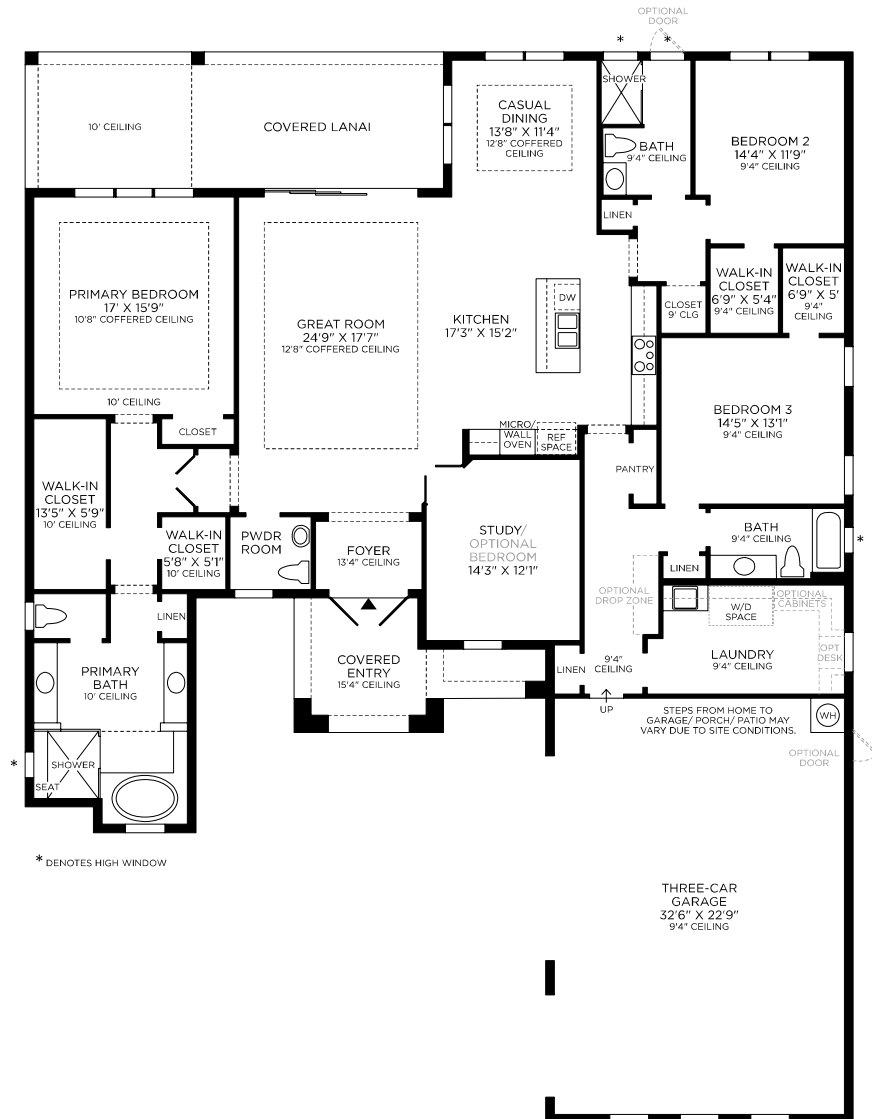 OPTIONAL
DOOR
*
*
SHOWER
10' CEILING
COVERED LANAI
CASUAL
DINING
13'8" X 11'4"
12'8" COFFERED
CEILING
BATH
9'4" CEILING
BEDROOM 2
14'4" X 11'9"
9'4" CEILING
LINEN
PRIMARY BEDROOM
17' X 15'9"
10'8" COFFERED CEILING
10' CEILING
GREAT ROOM
24'9" X 17'7"
12'8" COFFERED CEILING
KITCHEN
17'3" X 15'2"
DW
CLOSET
9' CLG
WALK-IN
CLOSET
6'9" X 5'4"
9'4" CEILING
WALK-IN
CLOSET
6'9" X 5'
9'4"
CEILING
BEDROOM 3
14'5" X 13'1"
9'4" CEILING
CLOSET
MICRO/
WALL
OVEN
REF
SPACE
PANTRY
WALK-IN
CLOSET
13'5" X 5'9"
10' CEILING
WALK-IN
CLOSET
5'8" X 5'1"
10' CEILING
PWDR
ROOM
FOYER
13'4" CEILING
STUDY/
OPTIONAL
BEDROOM
14'3" X 12'1"
BATH
9'4" CEILING
*
LINEN
OPTIONAL
DROP ZONE
W/D
SPACE
OPTIONAL
CABINETS
LINEN
PRIMARY
BATH
10' CEILING
COVERED
ENTRY
15'4" CEILING
LINEN
9'4"
CEILING
UP
LAUNDRY
9'4" CEILING
OPT
DESK
STEPS FROM HOME TO
GARAGE/ PORCH/ PATIO MAY
VARY DUE TO SITE CONDITIONS.
WH
OPTIONAL
DOOR
*
SHOWER
SEAT
* DENOTES HIGH WINDOW
THREE-CAR
GARAGE
32'6" X 22'9"
9'4" CEILING